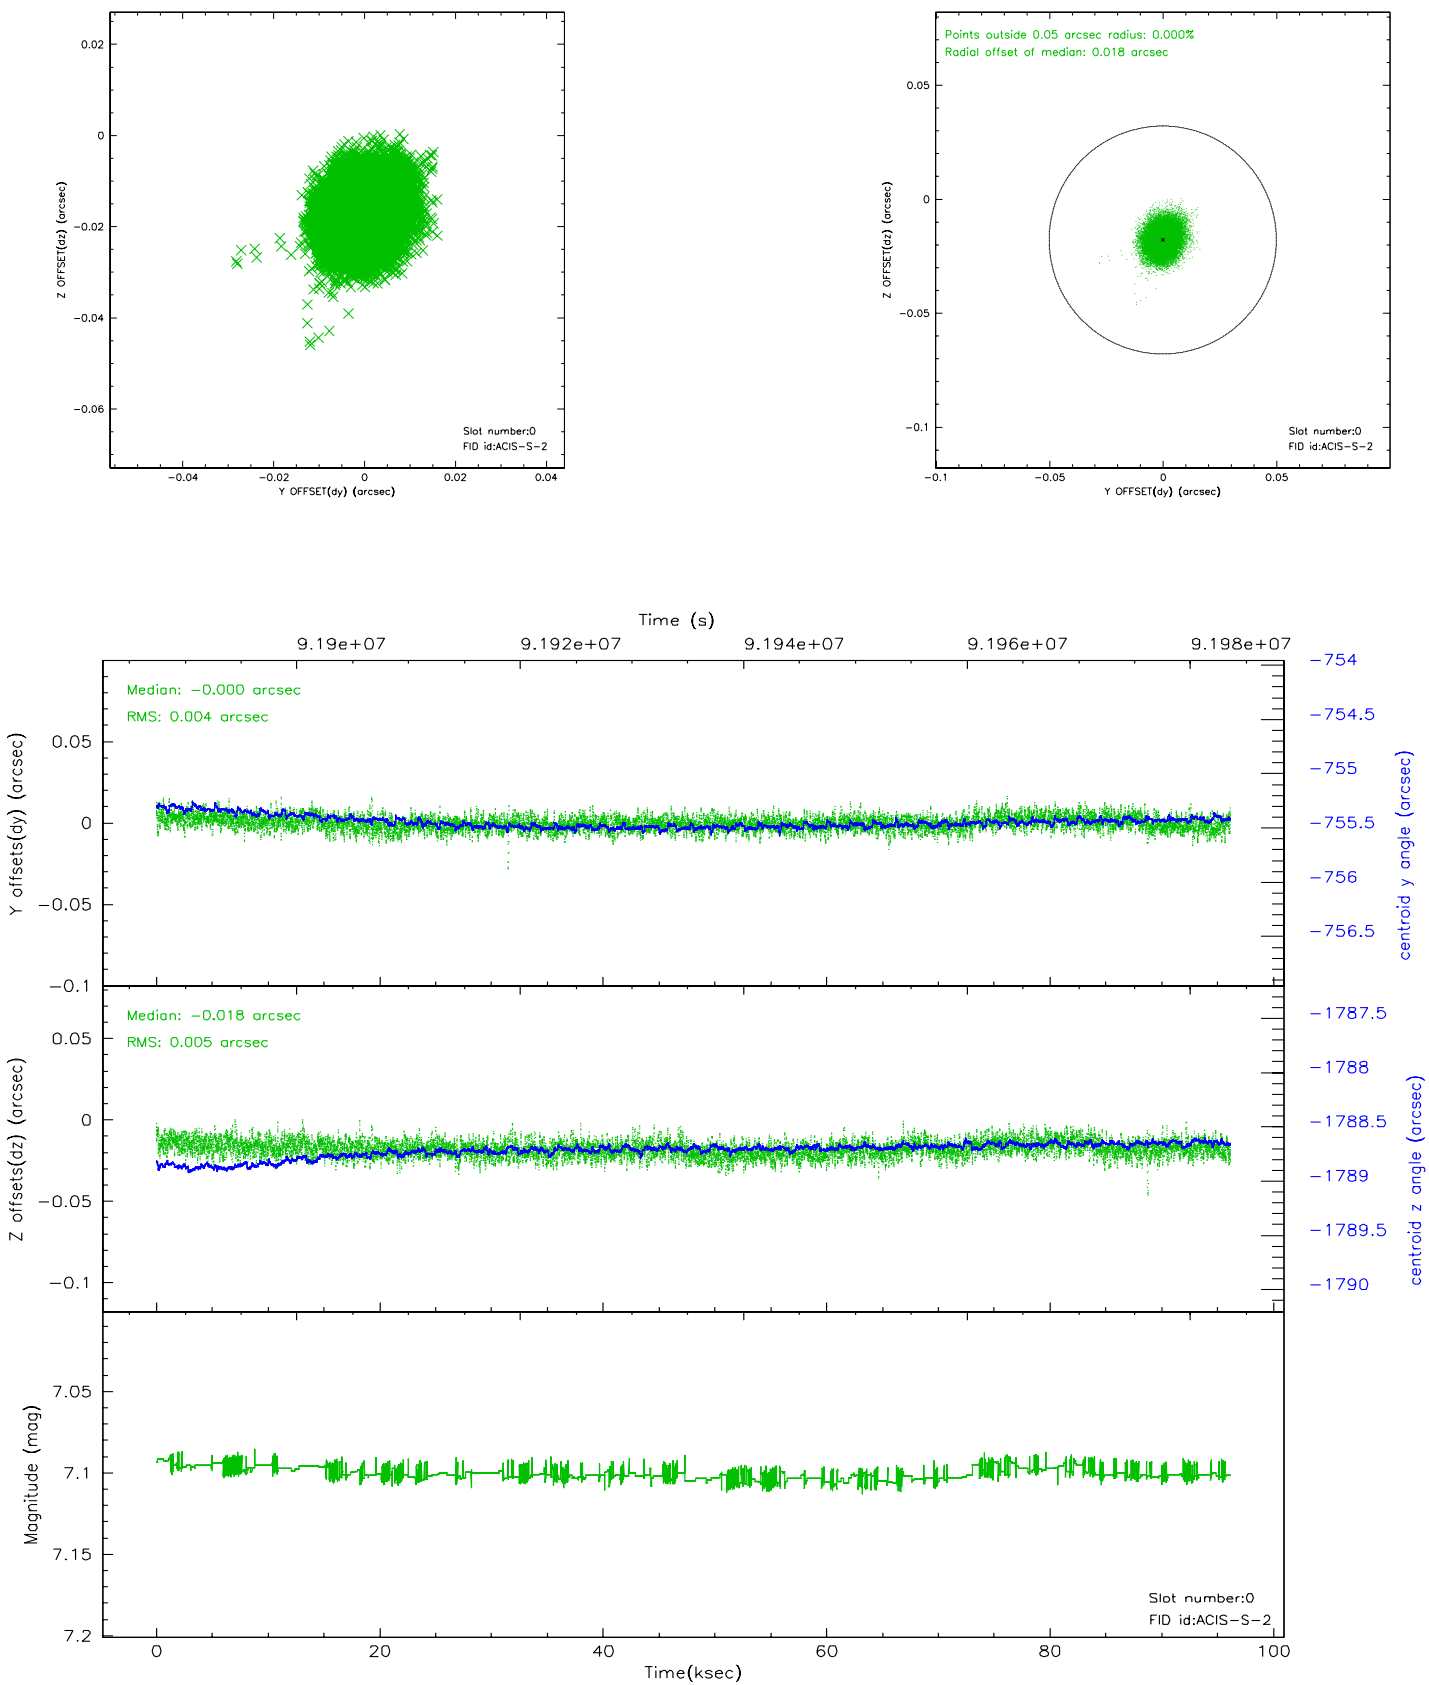 0.02
0
−0.02
−0.04
−0.06
Z OFFSET(dz) (arcsec)
Slot number:0
FID id:ACIS−S−2
−0.04
−0.02
0
0.02
0.04
Y OFFSET(dy) (arcsec)
Points outside 0.05 arcsec radius: 0.000%
Radial offset of median: 0.018 arcsec
0.05
0
−0.05
−0.1
Z OFFSET(dz) (arcsec)
Slot number:0
FID id:ACIS−S−2
−0.1
−0.05
0
0.05
Y OFFSET(dy) (arcsec)
Time (s)
9.19e+07
9.192e+07
9.194e+07
9.196e+07
9.198e+07
Median: −0.000 arcsec
RMS: 0.004 arcsec
0.05
0
−0.05
−0.1
Y offsets(dy) (arcsec)
−754
−754.5
−755
−755.5
−756
−756.5
centroid y angle (arcsec)
Median: −0.018 arcsec
RMS: 0.005 arcsec
0.05
0
−0.05
−0.1
Z offsets(dz) (arcsec)
−1787.5
−1788
−1788.5
−1789
−1789.5
−1790
centroid z angle (arcsec)
7.05
7.1
7.15
7.2
Magnitude (mag)
Slot number:0
FID id:ACIS−S−2
0
20
40
60
80
100
Time(ksec)